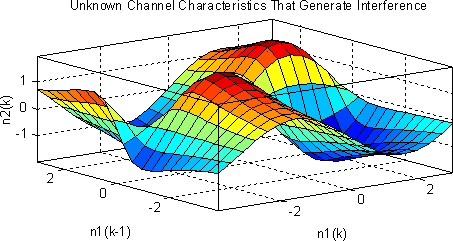 Unknown Channel Characteristics That Generate Interference
1
0
-1
n2(k)
2
0
-2
n1(k-1)
-2
0
2
n1(k)